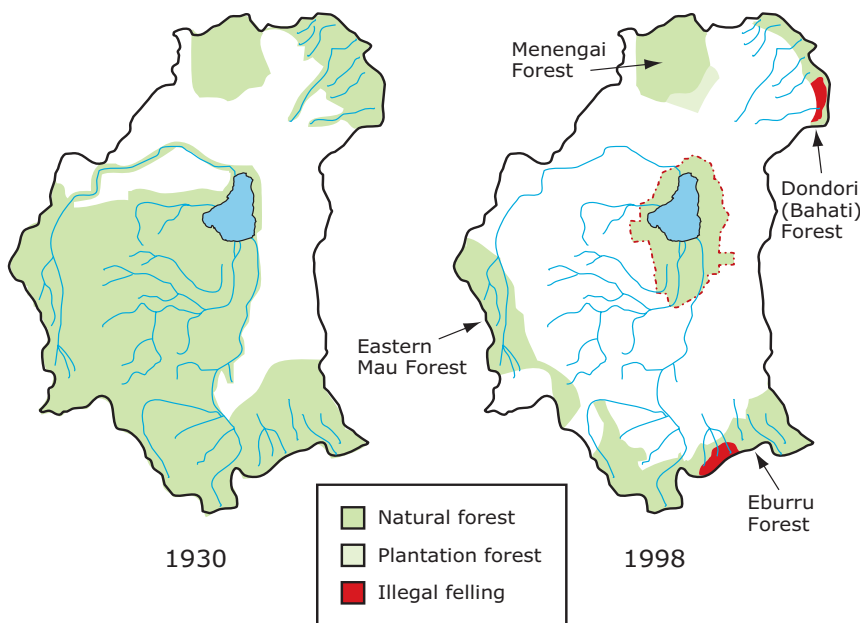 Menengai
Forest
Dondori
(Bahati)
Forest
Eastern
Mau Forest
Eburru
Forest
Natural forest
Plantation forest
Illegal felling
1930
1998